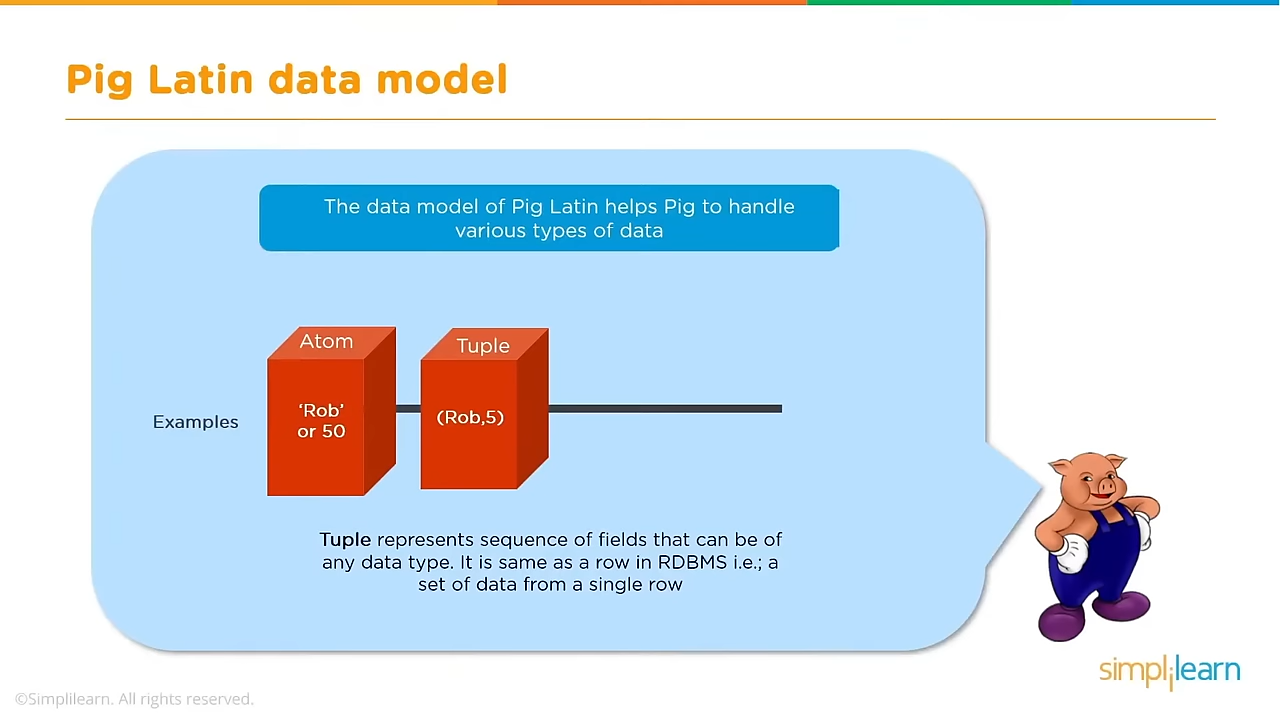 Pig Latin data model
The data model of Pig Latin helps Pig to handle
various types of data
Atom
Tuple
Examples
‘Rob’
or 50
(Rob,5)
Tuple represents sequence of fields that can be of
any data type. It is same as a row in RDBMS i.e.; a
set of data from a single row
simplilearn
©Simplilearn. All rights reserved.